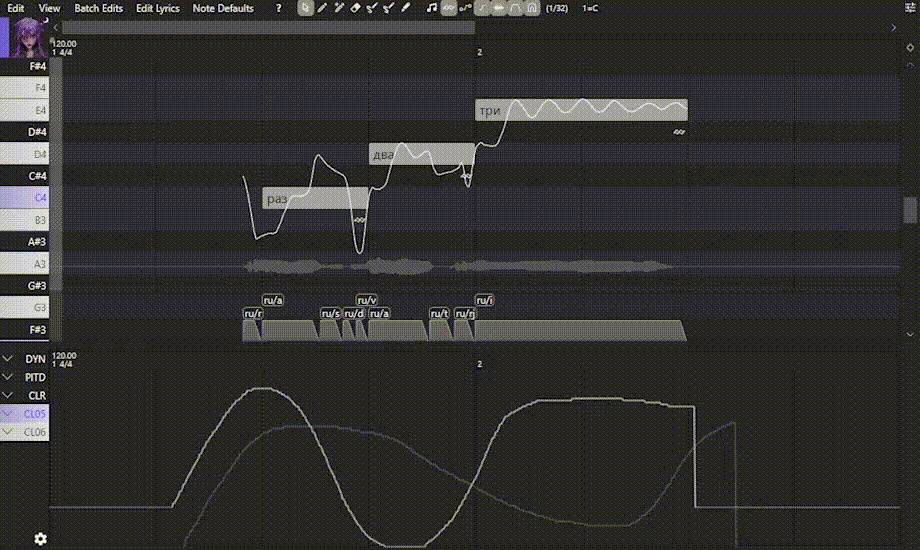 Edit View Batch Edits Edit Lyrics Note Defaults ? (1/32) 1=C
120.00
1 4/4 2
F#4
F4
E4 три
D#4
D4 два
C#4
C4 раз
B3
A#3
A3
G#3
ru/a ru/v ru/i
G3
ru/r ru/s ru/d ru/a ru/t ru/rj
F#3
120.00
1 4/4 2
DYN
PITD
CLR
CL05
CL06